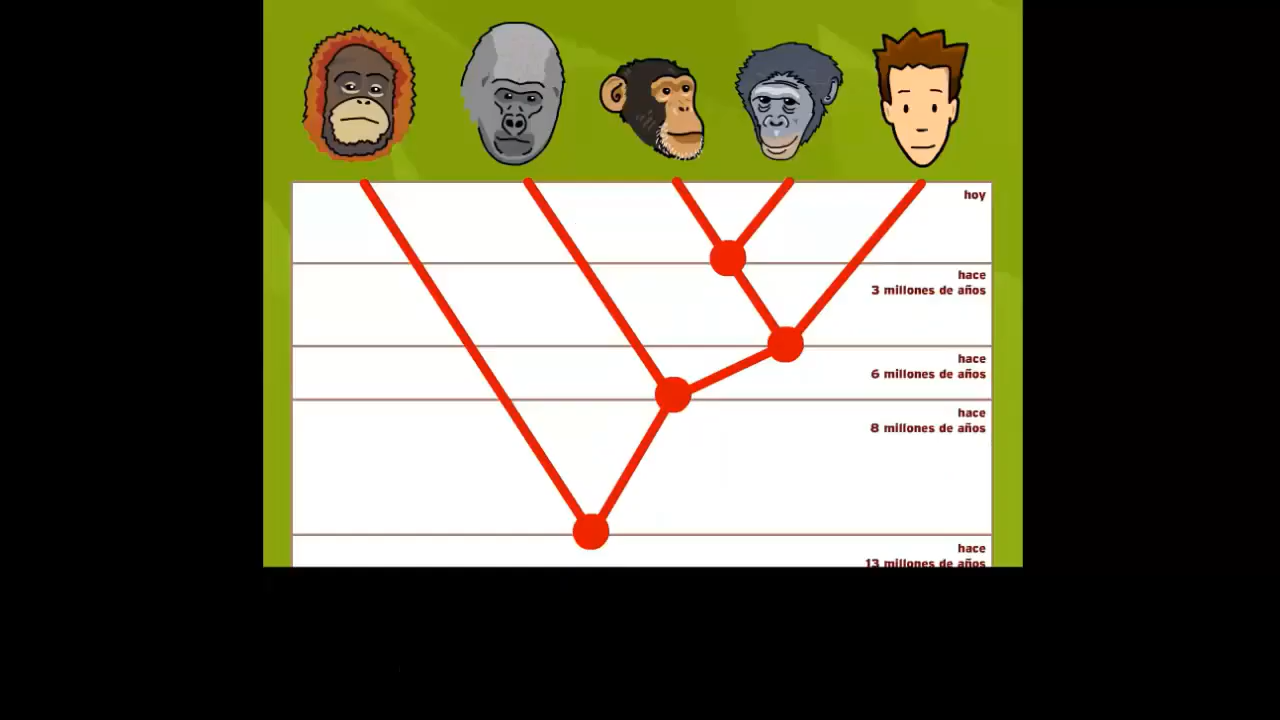 hoy
hace
3 millones de años
hace
6 millones de años
hace
8 millones de años
hace
13 millones de años